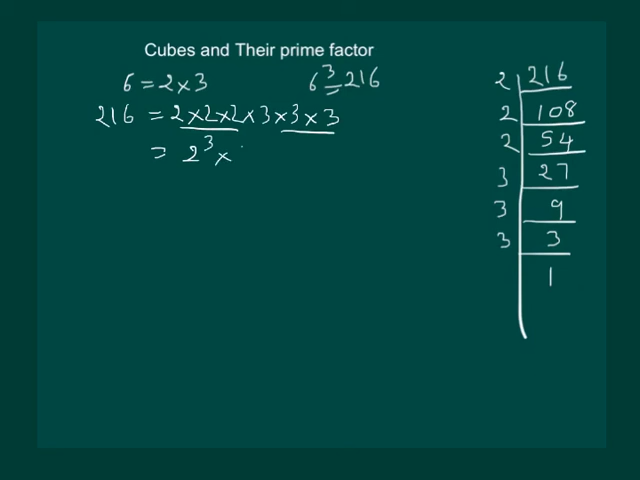 Cubes and Their prime factor
6 = 2 × 3
6³ = 216
216 = 2 × 2 × 2 × 3 × 3 × 3
= 2³ ×
2 | 216
2 | 108
2 | 54
3 | 27
3 | 9
3 | 3
| 1